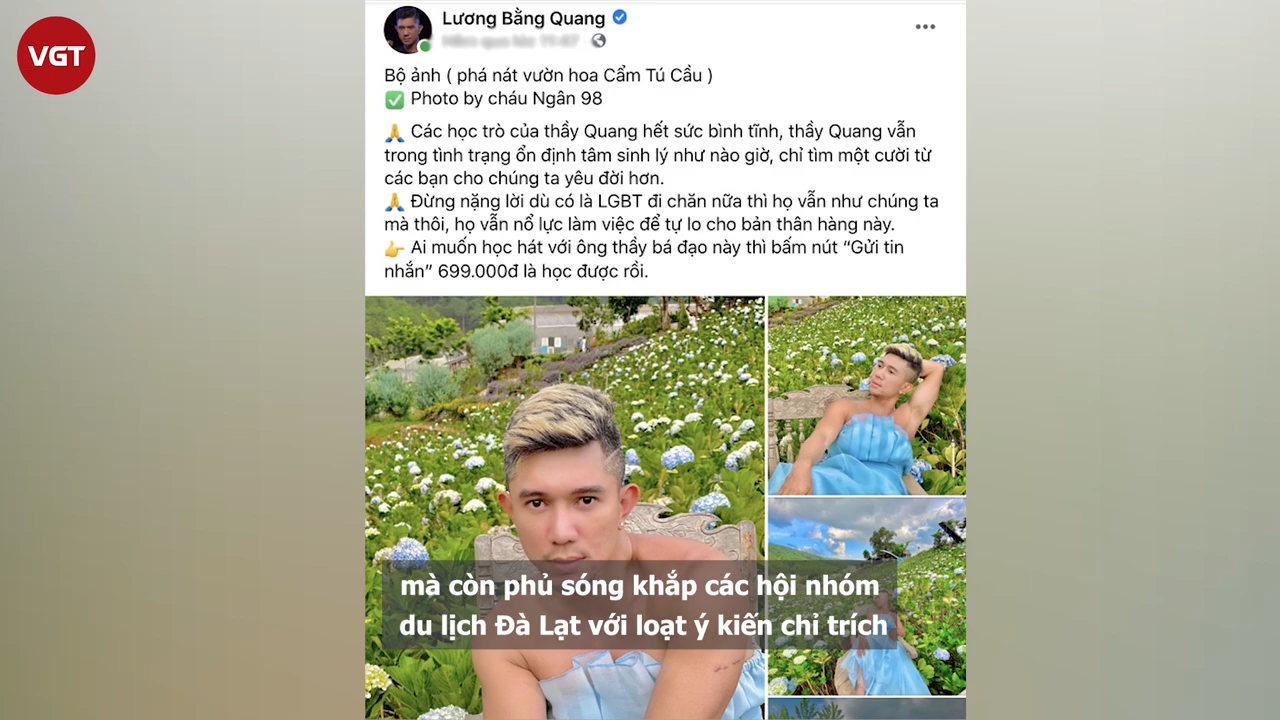 VGT
Lương Bằng Quang
Bộ ảnh ( phá nát vườn hoa Cẩm Tú Cầu )
✅ Photo by cháu Ngân 98
🙏 Các học trò của thầy Quang hết sức bình tĩnh, thầy Quang vẫn
trong tình trạng ổn định tâm sinh lý như nào giờ, chỉ tìm một cười từ
các bạn cho chúng ta yêu đời hơn.
🙏 Đừng nặng lời dù có là LGBT đi chăn nữa thì họ vẫn như chúng ta
mà thôi, họ vẫn nổ lực làm việc để tự lo cho bản thân hàng này.
👉 Ai muốn học hát với ông thầy bá đạo này thì bấm nút “Gửi tin
nhắn” 699.000đ là học được rồi.
mà còn phủ sóng khắp các hội nhóm
du lịch Đà Lạt với loạt ý kiến chỉ trích